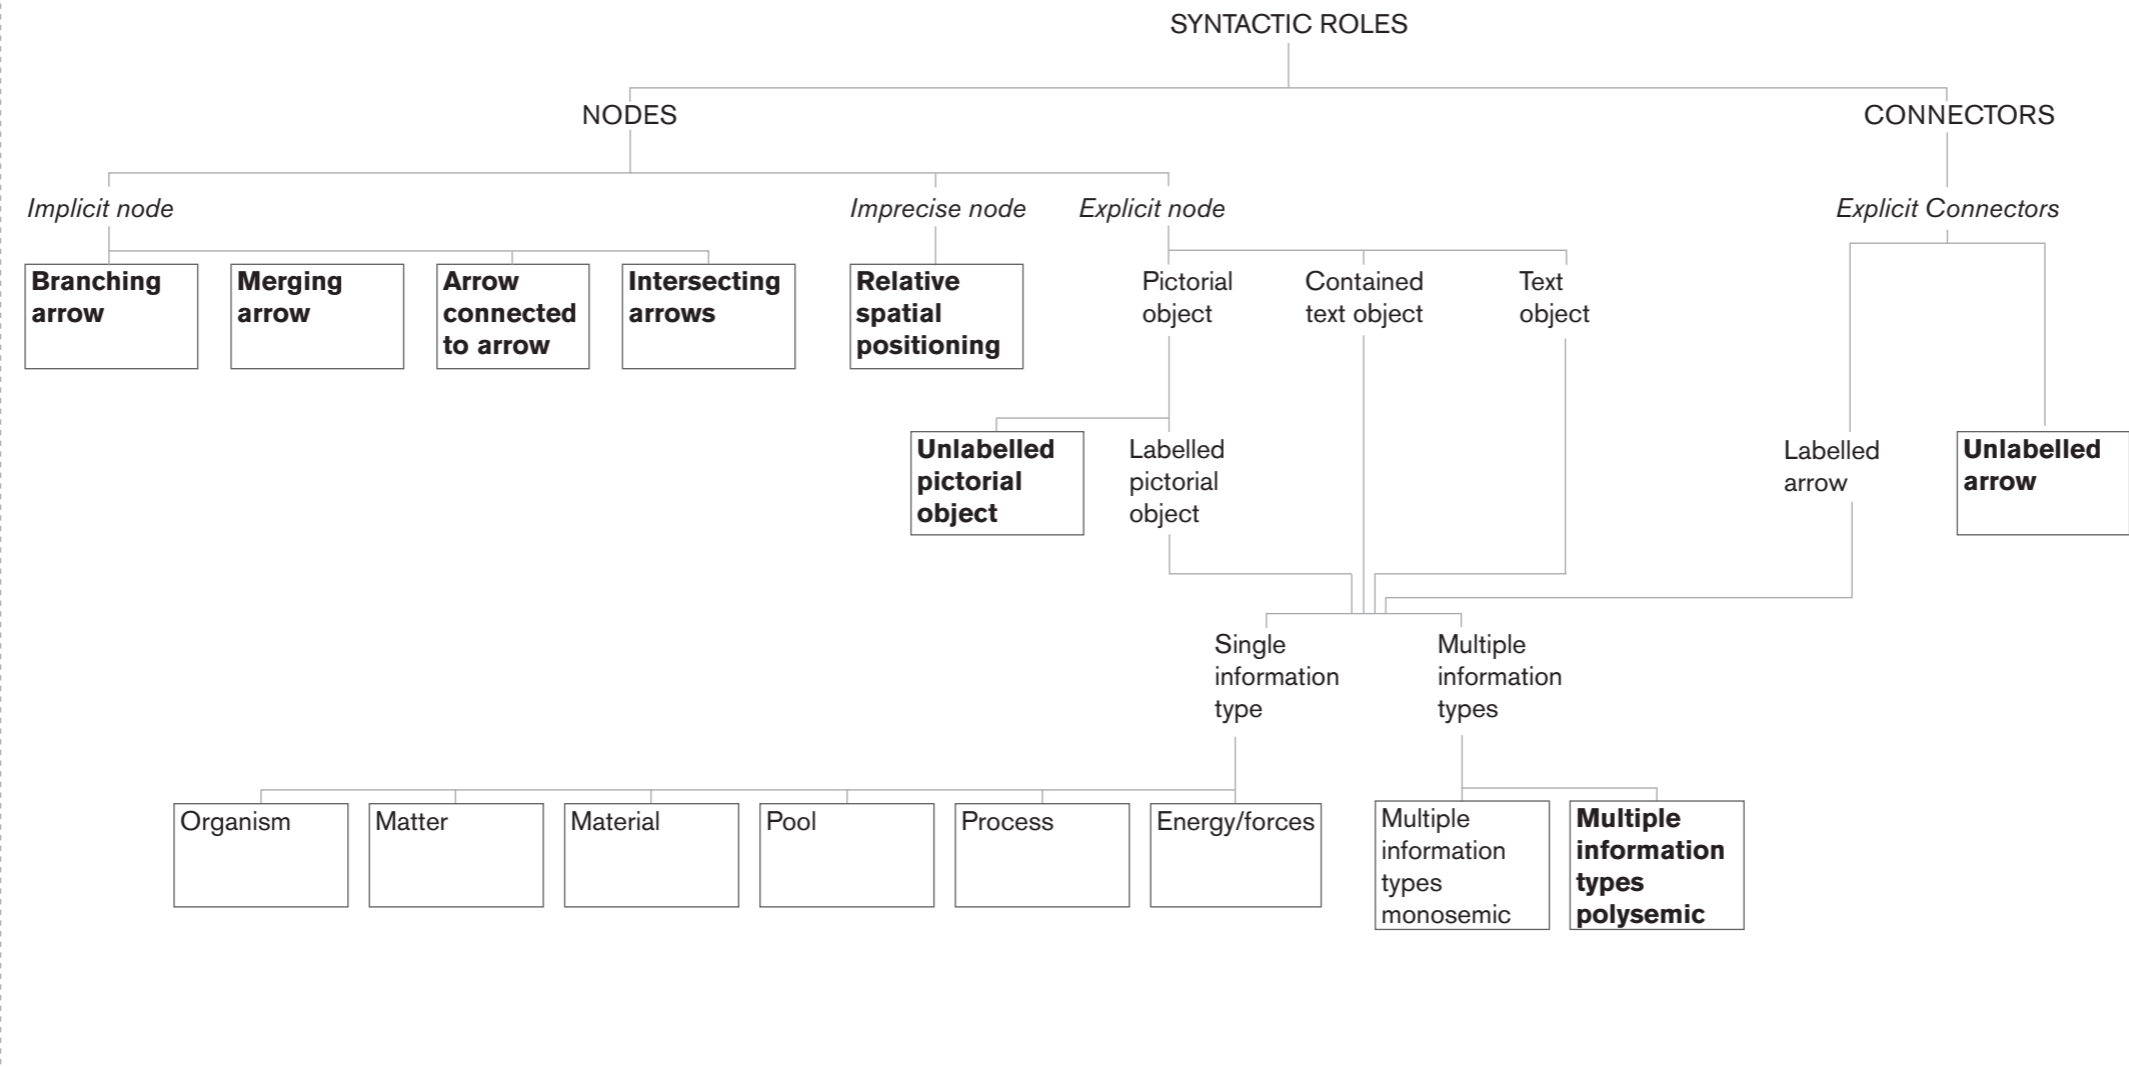 SYNTACTIC ROLES
NODES
CONNECTORS
Implicit node
Imprecise node
Explicit node
Explicit Connectors
Branching
arrow
Merging
arrow
Arrow
connected
to arrow
Intersecting
arrows
Relative
spatial
positioning
Pictorial
object
Contained
text object
Text
object
Unlabelled
pictorial
object
Labelled
pictorial
object
Labelled
arrow
Unlabelled
arrow
Single
information
type
Multiple
information
types
Organism
Matter
Material
Pool
Process
Energy/forces
Multiple
information
types
monosemic
Multiple
information
types
polysemic